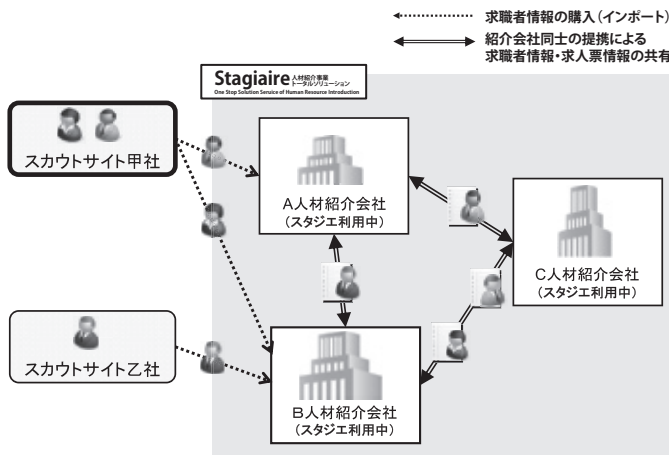 求職者情報の購入（インポート）
紹介会社同士の提携による
求職者情報・求人票情報の共有
Stagiaire 人材紹介事業
トータルソリューション
One Stop Solution Service of Human Resource Introduction
スカウトサイト甲社
A人材紹介会社
（スタジエ利用中）
C人材紹介会社
（スタジエ利用中）
スカウトサイト乙社
B人材紹介会社
（スタジエ利用中）